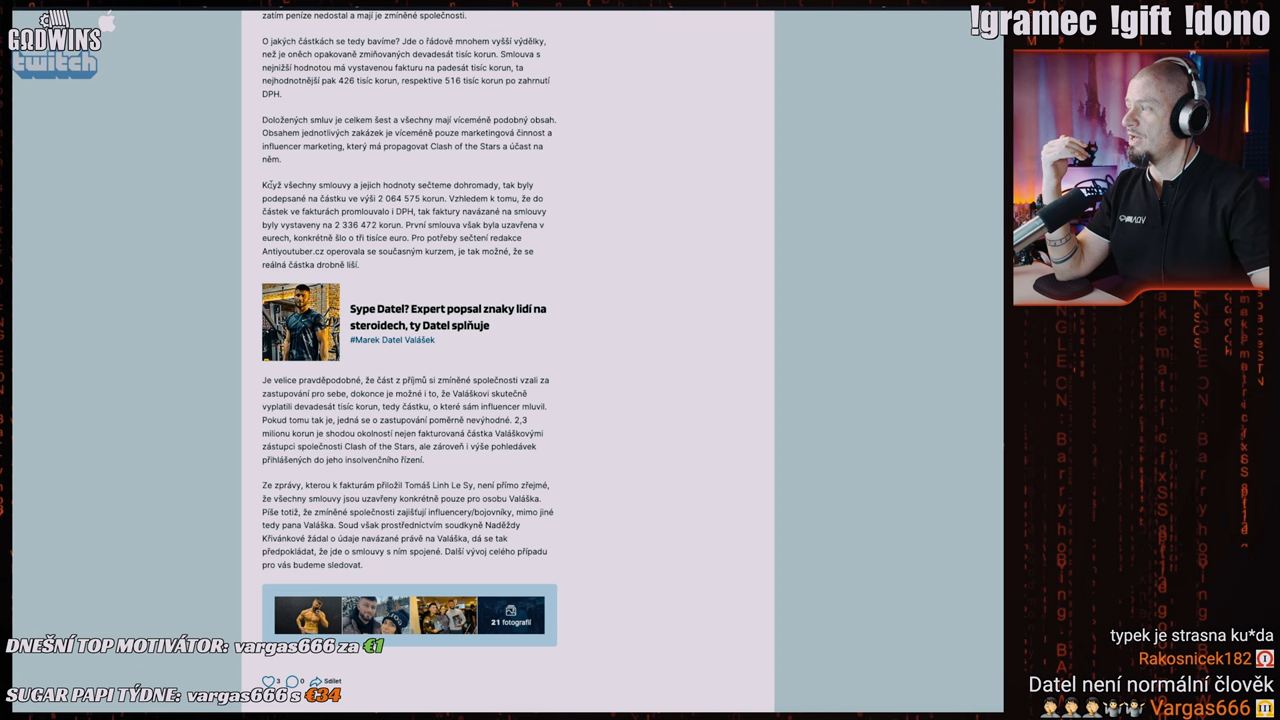 GODWINS
twitch
!gramec !gift !dono
zatím peníze nedostal a mají je zmíněné společnosti.
O jakých částkách se tedy bavíme? Jde o řádově mnohem vyšší výdělky,
než je oněch opakovaně zmiňovaných devadesát tisíc korun. Smlouva s
nejnižší hodnotou má vystavenou fakturu na padesát tisíc korun, ta
nejhodnotnější pak 426 tisíc korun, respektive 516 tisíc korun po zahrnutí
DPH.
Doložených smluv je celkem šest a všechny mají víceméně podobný obsah.
Obsahem jednotlivých zakázek je víceméně pouze marketingová činnost a
influencer marketing, který má propagovat Clash of the Stars a účast na
něm.
Když všechny smlouvy a jejich hodnoty sečteme dohromady, tak byly
podepsané na částku ve výši 2 064 575 korun. Vzhledem k tomu, že do
částek ve fakturách promlouvalo i DPH, tak faktury navázané na smlouvy
byly vystaveny na 2 336 472 korun. První smlouva však byla uzavřena v
eurech, konkrétně šlo o tři tisíce euro. Pro potřeby sečtení redakce
Antiyoutuber.cz operovala se současným kurzem, je tak možné, že se
reálná částka drobně liší.
Sype Datel? Expert popsal znaky lidí na
steroidech, ty Datel splňuje
#Marek Datel Valášek
Je velice pravděpodobné, že část z příjmů si zmíněné společnosti vzali za
zastupování pro sebe, dokonce je možné i to, že Valáškovi skutečně
vyplatili devadesát tisíc korun, tedy částku, o které sám influencer mluvil.
Pokud tomu tak je, jedná se o zastupování poměrně nevýhodné. 2,3
milionu korun je shodou okolností nejen fakturovaná částka Valáškovými
zástupci společnosti Clash of the Stars, ale zároveň i výše pohledávek
přihlášených do jeho insolvenčního řízení.
Ze zprávy, kterou k fakturám přiložil Tomáš Linh Le Sy, není přímo zřejmé,
že všechny smlouvy jsou uzavřeny konkrétně pouze pro osobu Valáška.
Píše totiž, že zmíněné společnosti zajišťují influencery/bojovníky, mimo jiné
tedy pana Valáška. Soud však prostřednictvím soudkyně Naděždy
Křivánkové žádal o údaje navázané právě na Valáška, dá se tak
předpokládat, že jde o smlouvy s ním spojené. Další vývoj celého případu
pro vás budeme sledovat.
21 fotografií
3 0 Sdílet
DNEŠNÍ TOP MOTIVÁTOR: vargas666 za €1
SUGAR PAPI TÝDNE: vargas666 s €34
typek je strasna ku*da
Rakosnicek182
Datel není normální člověk
Vargas666